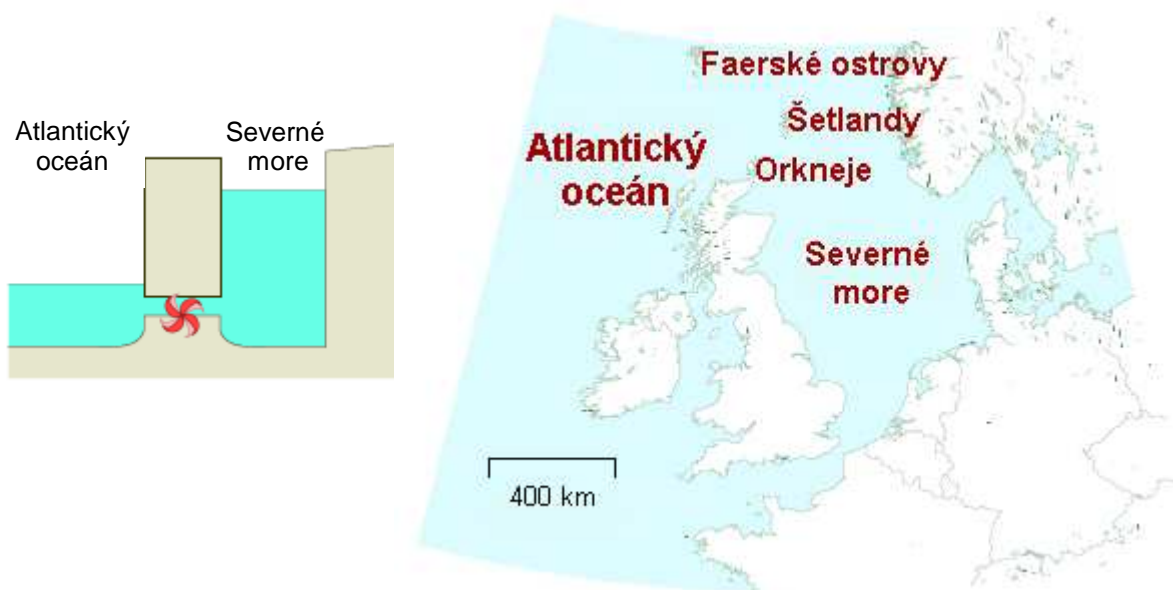 Atlantický
oceán
Severné
more
Faerské ostrovy
Šetlandy
Orkneje
Atlantický
oceán
Severné
more
400 km